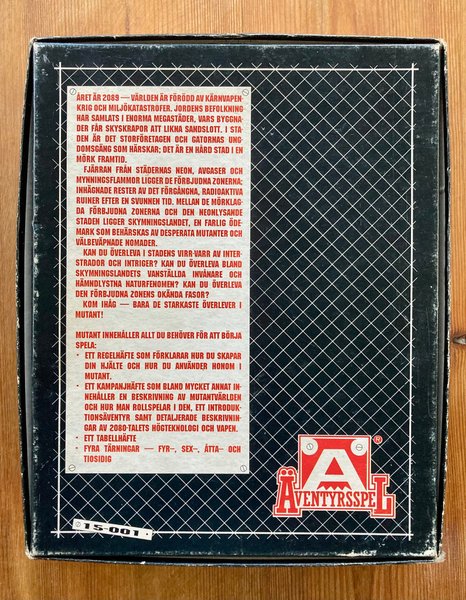 ÅRET ÄR 2089 — VÄRLDEN ÄR FÖRÖDD AV KÄRNVAPEN-
KRIG OCH MILJÖKATASTROFER. JORDENS BEFOLKNING
HAR SAMLATS I ENORMA MEGASTÄDER, VARS BYGGNA-
DER FÅR SKYSKRAPOR ATT LIKNA SANDSLOTT. I STA-
DEN ÄR DET STORFÖRETAGEN OCH GATORNAS UNG-
DOMSGÄNG SOM HÄRSKAR; DET ÄR EN HÅRD STAD I EN
MÖRK FRAMTID.
FJÄRRAN FRÅN STÄDERNAS NEON, AVGASER OCH
MYNNINGSFLAMMOR LIGGER DE FÖRBJUDNA ZONERNA;
INHÄGNADE RESTER AV DET FÖRGÅNGNA, RADIOAKTIVA
RUINER EFTER EN SVUNNEN TID. MELLAN DE MÖRKLAG-
DA FÖRBJUDNA ZONERNA OCH DEN NEONLYSANDE
STADEN LIGGER SKYMNINGSLANDET, EN FARLIG ÖDE-
MARK SOM BEHÄRSKAS AV DESPERATA MUTANTER OCH
VÄLBEVÄPNADE NOMADER.
KAN DU ÖVERLEVA I STADENS VIRR-VARR AV INTER-
STRADOR OCH INTRIGER? KAN DU ÖVERLEVA BLAND
SKYMNINGSLANDETS VANSTÄLLDA INVÅNARE OCH
HÄMNDLYSTNA NATURFENOMEN? KAN DU ÖVERLEVA
DEN FÖRBJUDNA ZONENS OKÄNDA FASOR?
KOM IHÅG — BARA DE STARKASTE ÖVERLEVER I
MUTANT!
MUTANT INNEHÅLLER ALLT DU BEHÖVER FÖR ATT BÖRJA
SPELA:
· ETT REGELHÄFTE SOM FÖRKLARAR HUR DU SKAPAR
DIN HJÄLTE OCH HUR DU ANVÄNDER HONOM I
MUTANT.
· ETT KAMPANJHÄFTE SOM BLAND MYCKET ANNAT IN-
NEHÅLLER EN BESKRIVNING AV MUTANTVÄRLDEN
OCH HUR MAN ROLLSPELAR I DEN, ETT INTRODUK-
TIONSÄVENTYR SAMT DETALJERADE BESKRIVNIN-
GAR AV 2080-TALETS HÖGTEKNOLOGI OCH VAPEN.
· ETT TABELLHÄFTE
· FYRA TÄRNINGAR — FYR-, SEX-, ÅTTA- OCH
TIOSIDIG
A
®
ÄVENTYRSSPEL
15-001